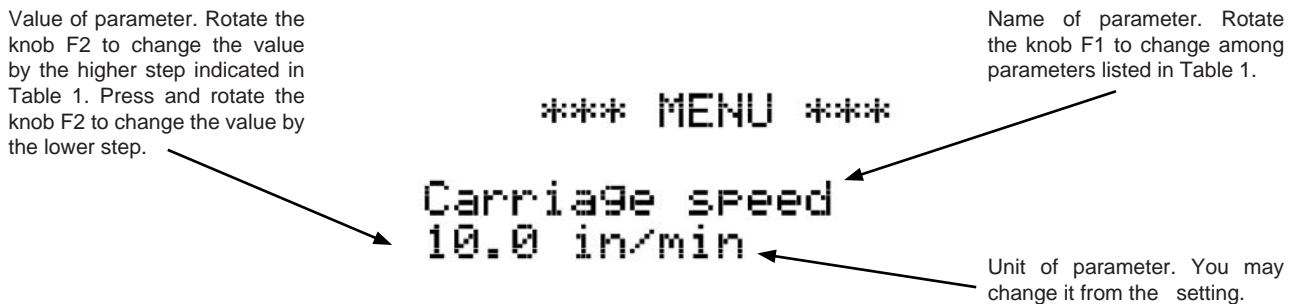 Value of parameter. Rotate the
knob F2 to change the value
by the higher step indicated in
Table 1. Press and rotate the
knob F2 to change the value by
the lower step.
Name of parameter. Rotate
the knob F1 to change among
parameters listed in Table 1.
*** MENU ***
Carriage speed
10.0 in/min
Unit of parameter. You may
change it from the setting.